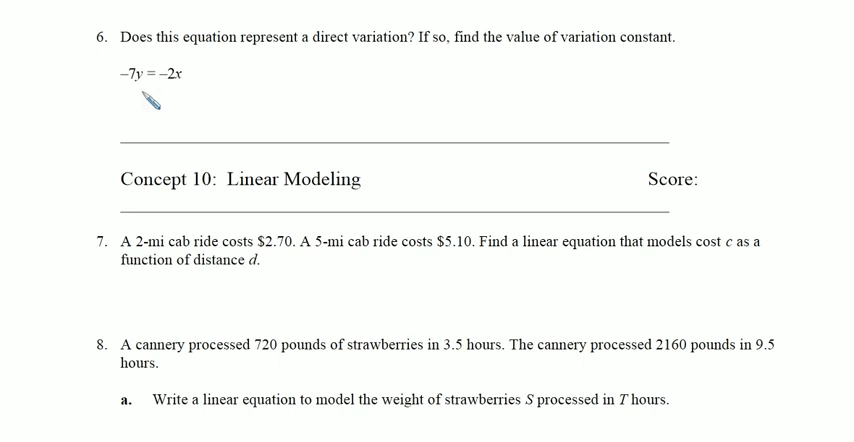 6. Does this equation represent a direct variation? If so, find the value of variation constant.
–7y = –2x
Concept 10: Linear Modeling Score:
7. A 2-mi cab ride costs $2.70. A 5-mi cab ride costs $5.10. Find a linear equation that models cost c as a
function of distance d.
8. A cannery processed 720 pounds of strawberries in 3.5 hours. The cannery processed 2160 pounds in 9.5
hours.
a. Write a linear equation to model the weight of strawberries S processed in T hours.